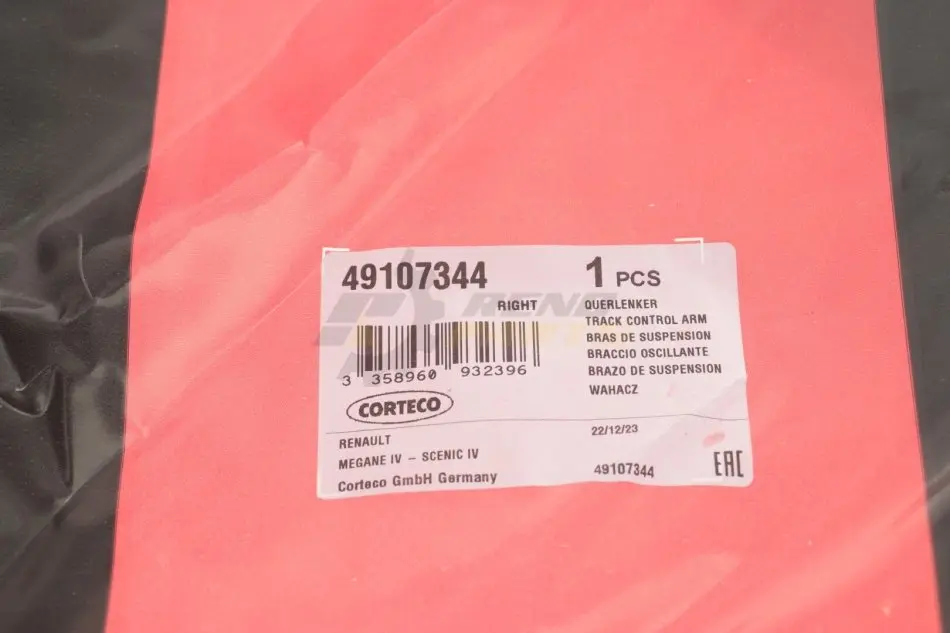 49107344
1 PCS
RIGHT
QUERLENKER
TRACK CONTROL ARM
BRAS DE SUSPENSION
BRACCIO OSCILLANTE
BRAZO DE SUSPENSION
WAHACZ
3 358960 932396
CORTECO
RENAULT
MEGANE IV - SCENIC IV
Corteco GmbH Germany
22/12/23
49107344
EAC